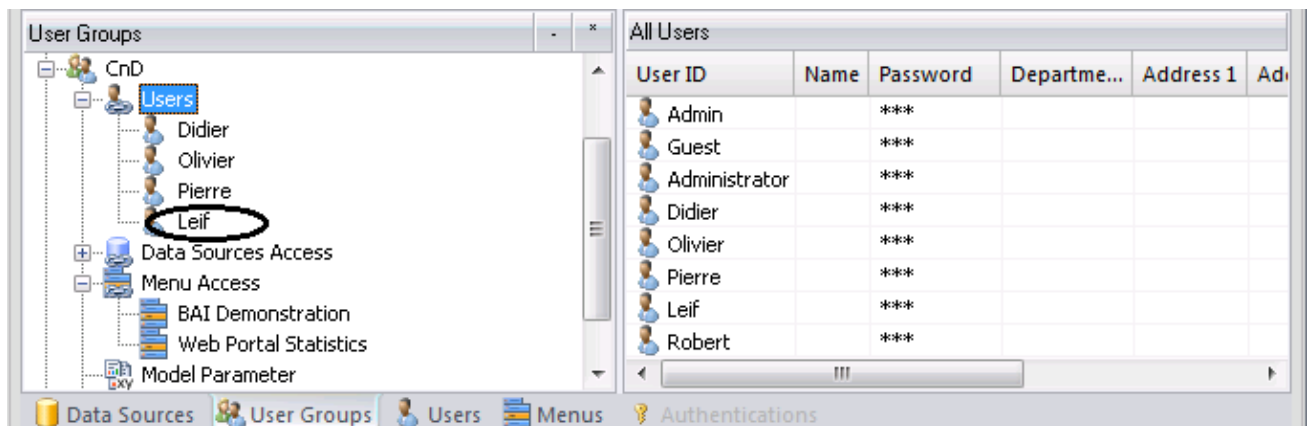 User Groups
CnD
Users
Didier
Olivier
Pierre
Leif
Data Sources Access
Menu Access
BAI Demonstration
Web Portal Statistics
Model Parameter
All Users
User ID Name Password Departme... Address 1 Ad
Admin ***
Guest ***
Administrator ***
Didier ***
Olivier ***
Pierre ***
Leif ***
Robert ***
Data Sources User Groups Users Menus Authentications